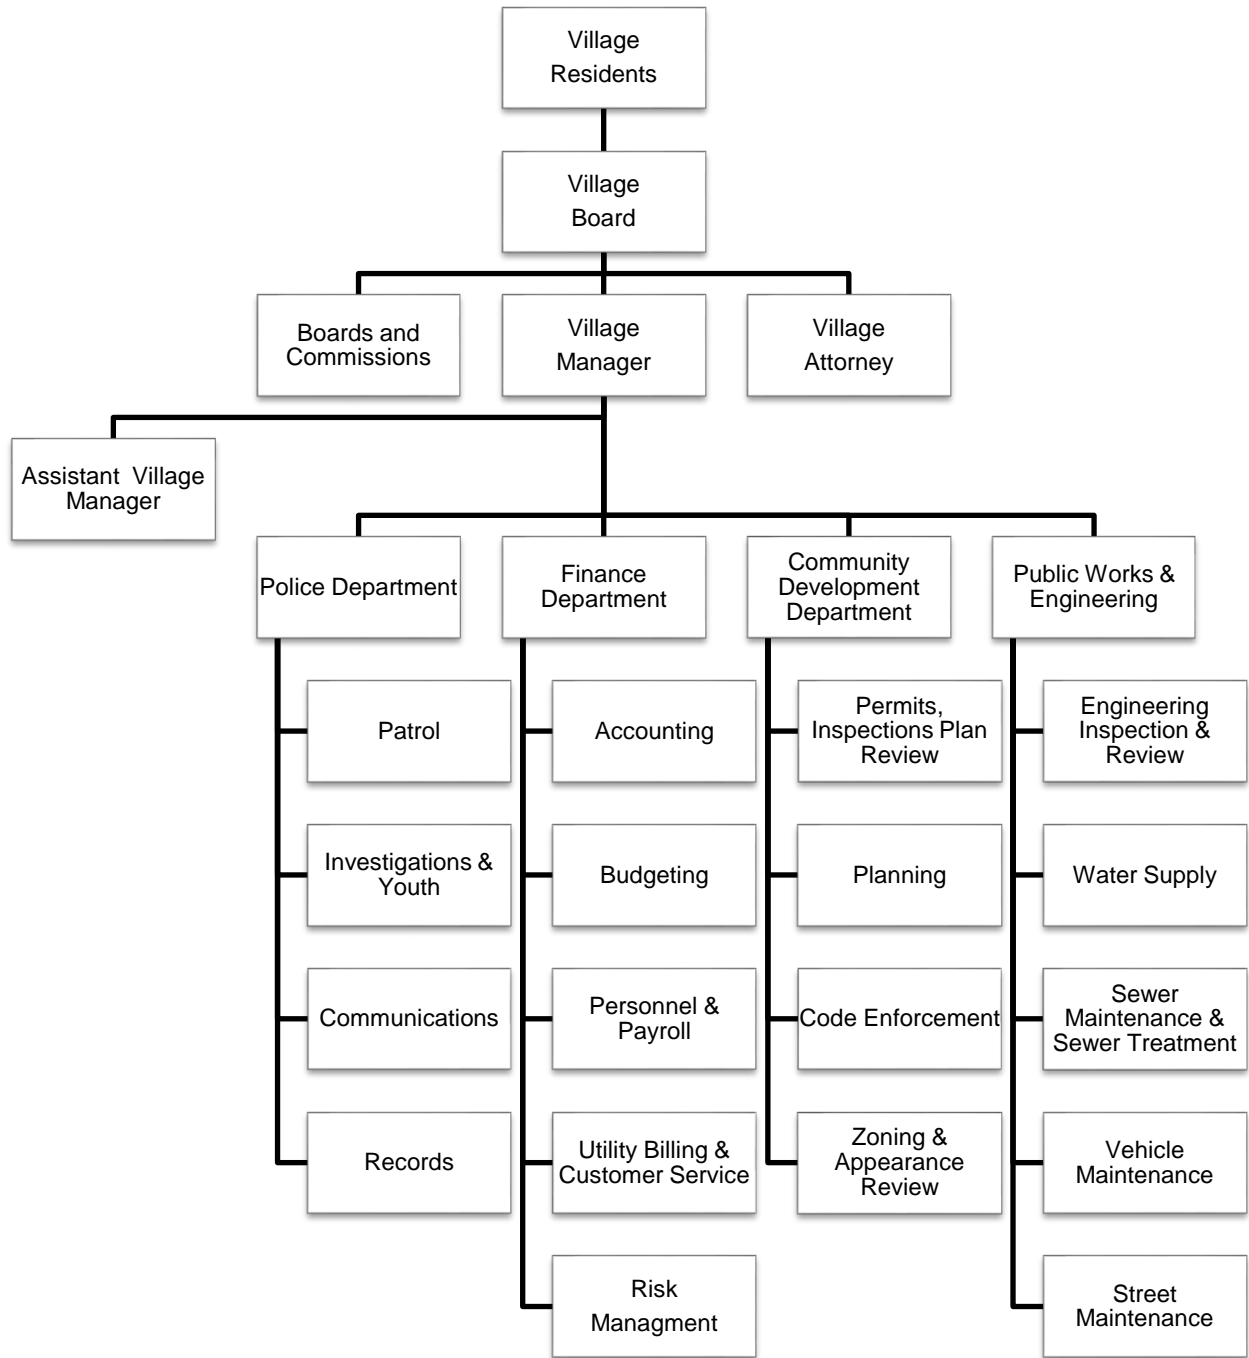 Village
Residents
Village
Board
Boards and
Commissions
Village
Manager
Village
Attorney
Assistant  Village
Manager
Police Department
Finance
Department
Community
Development
Department
Public Works &
Engineering
Patrol
Accounting
Permits,
Inspections Plan
Review
Engineering
Inspection &
Review
Investigations &
Youth
Budgeting
Planning
Water Supply
Communications
Personnel &
Payroll
Code Enforcement
Sewer
Maintenance &
Sewer Treatment
Records
Utility Billing &
Customer Service
Zoning &
Appearance
Review
Vehicle
Maintenance
Risk
Managment
Street
Maintenance